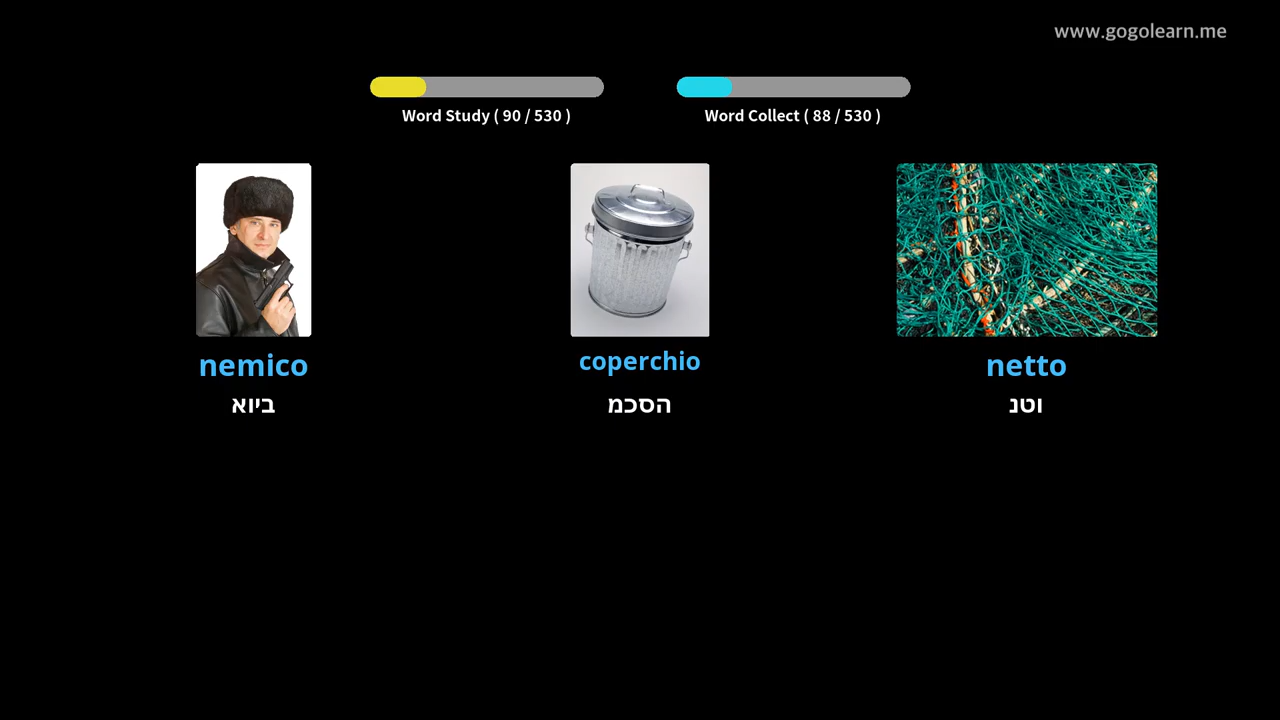 www.gogolearn.me
Word Study ( 90 / 530 )
Word Collect ( 88 / 530 )
nemico
ביוא
coperchio
הסכמ
netto
וטנ